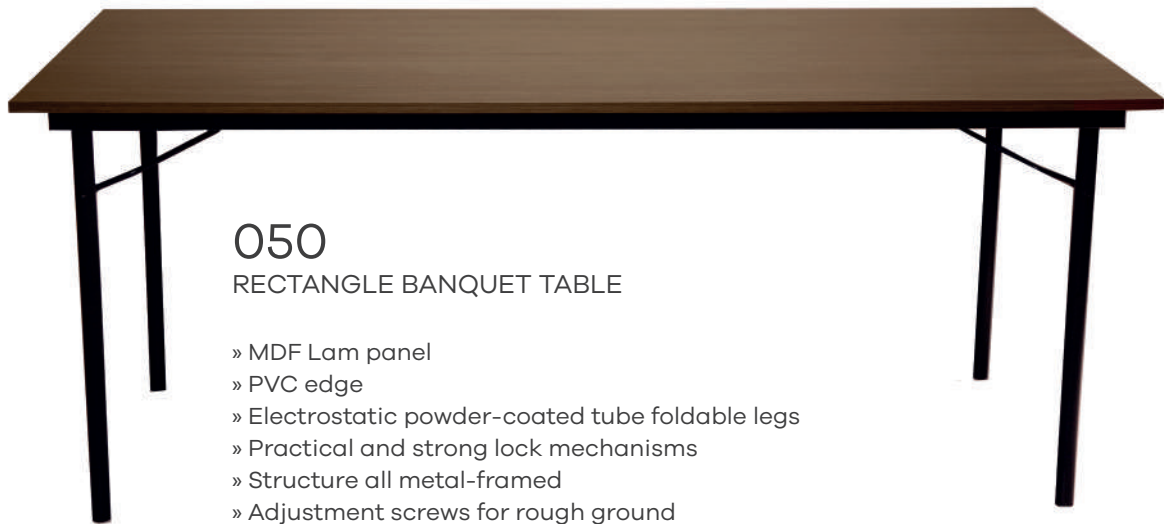 050
RECTANGLE BANQUET TABLE
» MDF Lam panel
» PVC edge
» Electrostatic powder-coated tube foldable legs
» Practical and strong lock mechanisms
» Structure all metal-framed
» Adjustment screws for rough ground